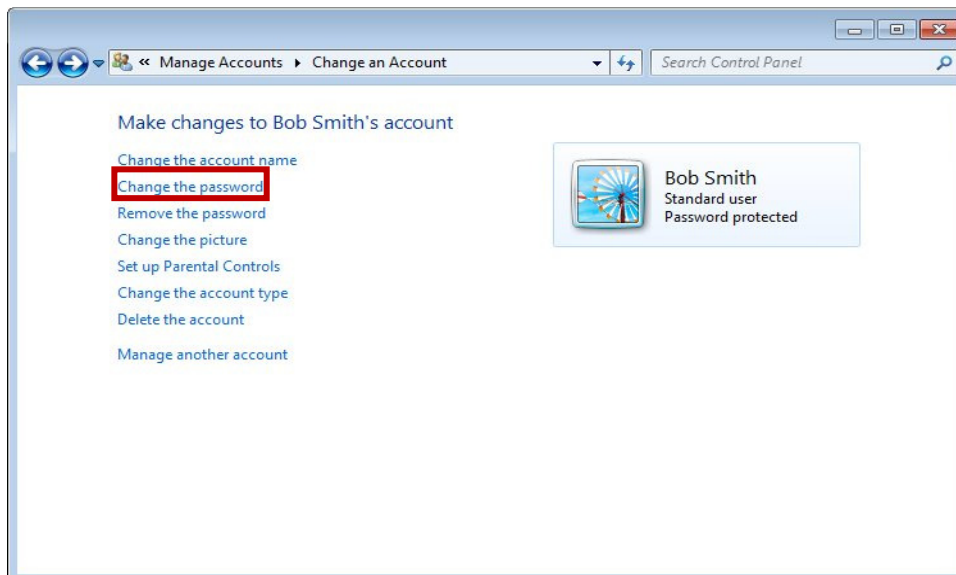 « Manage Accounts ▸ Change an Account
Search Control Panel
Make changes to Bob Smith's account
Change the account name
Change the password
Remove the password
Change the picture
Set up Parental Controls
Change the account type
Delete the account
Manage another account
Bob Smith
Standard user
Password protected